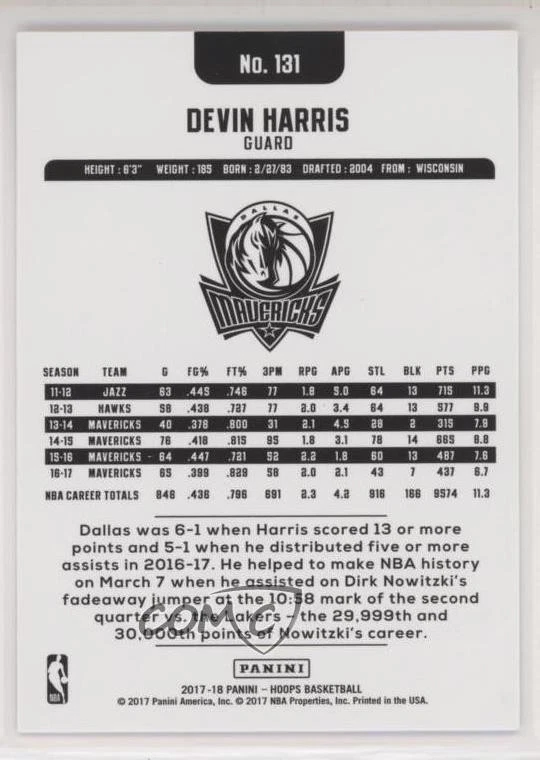 No. 131
DEVIN HARRIS
GUARD
HEIGHT : 6'3" WEIGHT : 185 BORN : 2/27/83 DRAFTED : 2004 FROM : WISCONSIN
DALLAS
MAVERICKS
SEASON TEAM G FG% FT% 3PM RPG APG STL BLK PTS PPG
11-12 JAZZ 63 .445 .746 77 1.8 5.0 64 13 715 11.3
12-13 HAWKS 58 .438 .727 77 2.0 3.4 64 13 577 9.9
13-14 MAVERICKS 40 .378 .800 31 2.1 4.5 28 2 315 7.9
14-15 MAVERICKS 76 .418 .815 95 1.8 3.1 78 14 665 8.8
15-16 MAVERICKS 64 .447 .721 52 2.2 1.8 60 13 487 7.6
16-17 MAVERICKS 65 .399 .829 58 2.0 2.1 43 7 437 6.7
NBA CAREER TOTALS 846 .436 .796 691 2.3 4.2 916 166 9574 11.3
Dallas was 6-1 when Harris scored 13 or more
points and 5-1 when he distributed five or more
assists in 2016-17. He helped to make NBA history
on March 7 when he assisted on Dirk Nowitzki's
fadeaway jumper at the 10:58 mark of the second
quarter vs. the Lakers – the 29,999th and
30,000th points of Nowitzki's career.
COMC
PANINI
NBA
2017-18 PANINI – HOOPS BASKETBALL
© 2017 Panini America, Inc. © 2017 NBA Properties, Inc. Printed in the USA.